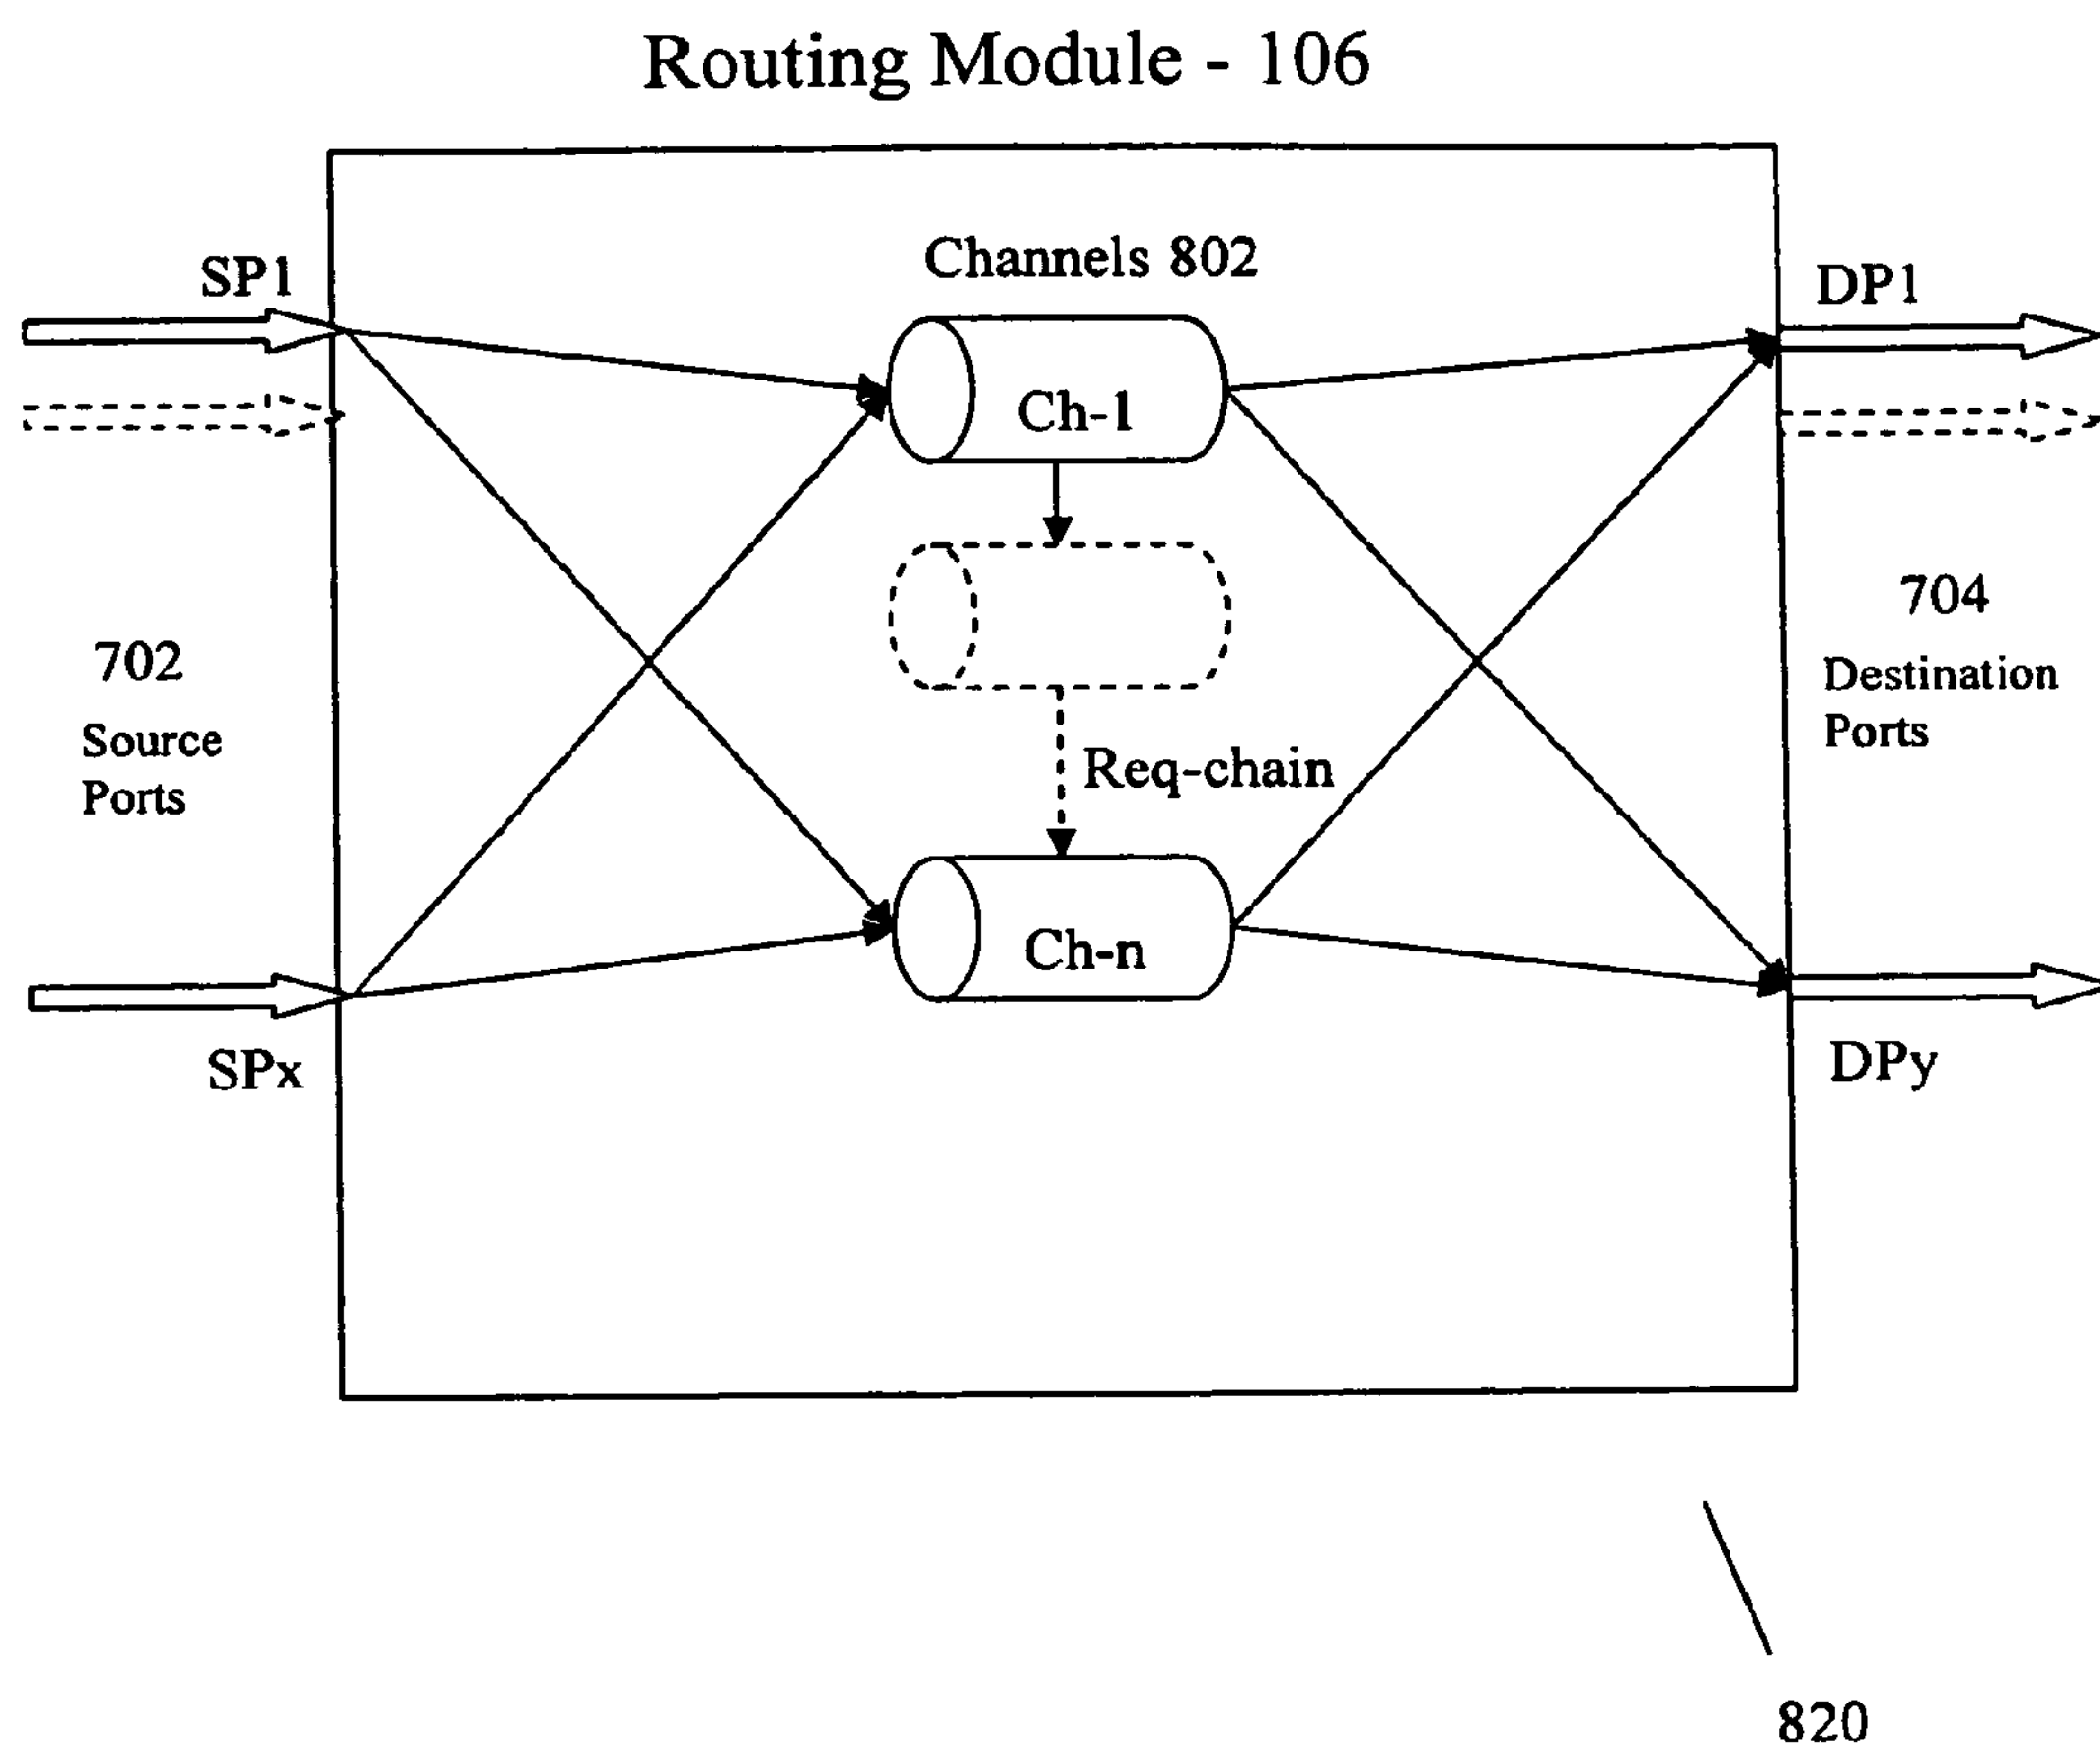 Routing Module - 106
Channels 802
SP1
DP1
Ch-1
702
Source
Ports
704
Destination
Ports
Req-chain
Ch-n
SPx
DPy
820